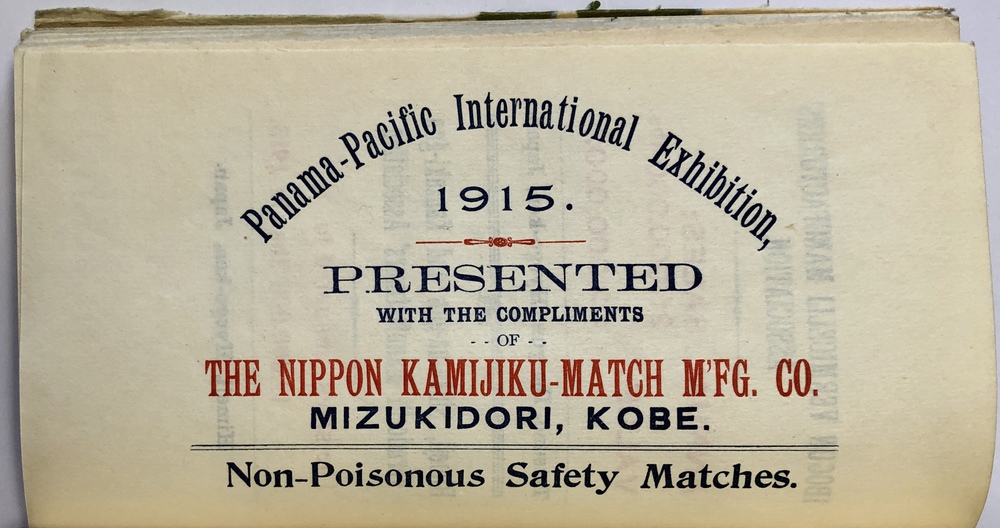 Panama-Pacific International Exhibition,
1915.
PRESENTED
WITH THE COMPLIMENTS
- - OF - -
THE NIPPON KAMIJIKU-MATCH M'FG. CO.
MIZUKIDORI, KOBE.
Non-Poisonous Safety Matches.